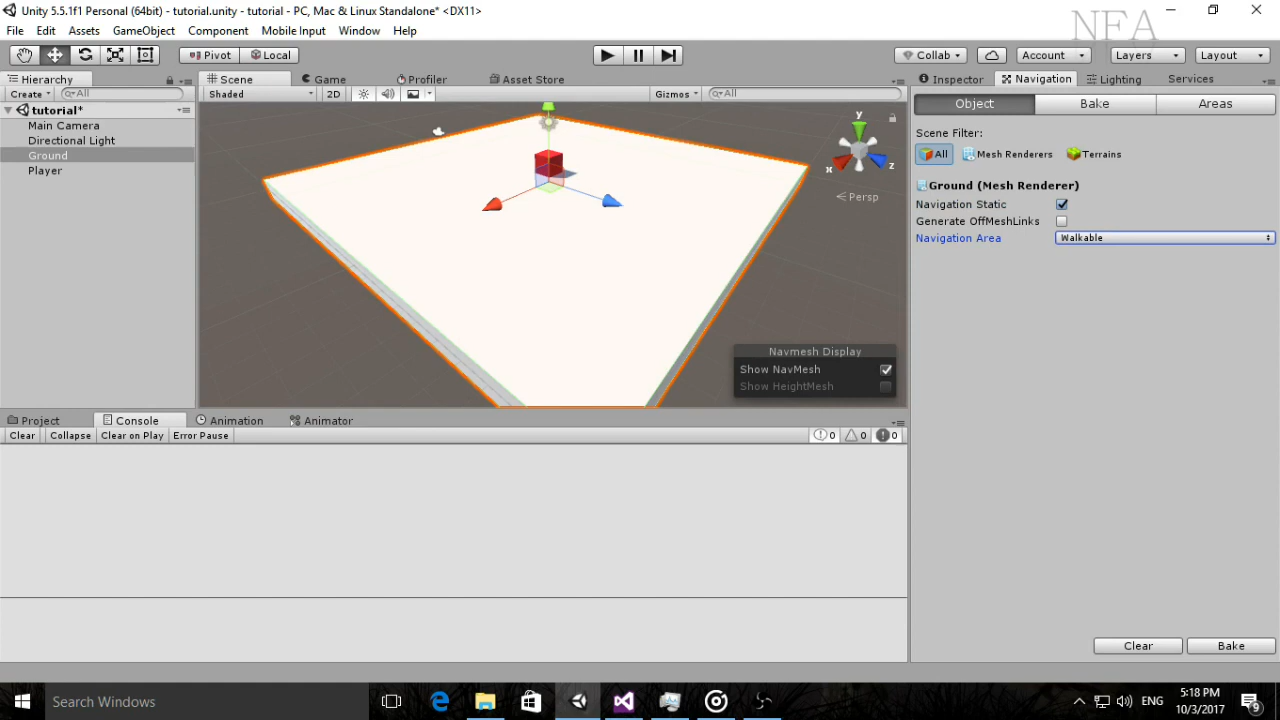 Unity 5.5.1f1 Personal (64bit) - tutorial.unity - tutorial - PC, Mac & Linux Standalone* <DX11>
NFA
File Edit Assets GameObject Component Mobile Input Window Help
Pivot Local Collab Account Layers Layout
Hierarchy Scene Game Profiler Asset Store Inspector Navigation Lighting Services
Create All Shaded 2D Gizmos All
Object Bake Areas
tutorial*
Main Camera
Directional Light
Ground
Player
y
x
z
Persp
Scene Filter:
All Mesh Renderers Terrains
Ground (Mesh Renderer)
Navigation Static
Generate OffMeshLinks
Navigation Area Walkable
Navmesh Display
Show NavMesh
Show HeightMesh
Project Console Animation Animator
Clear Collapse Clear on Play Error Pause 0 0 0
Clear Bake
Search Windows
ENG
5:18 PM
10/3/2017
9